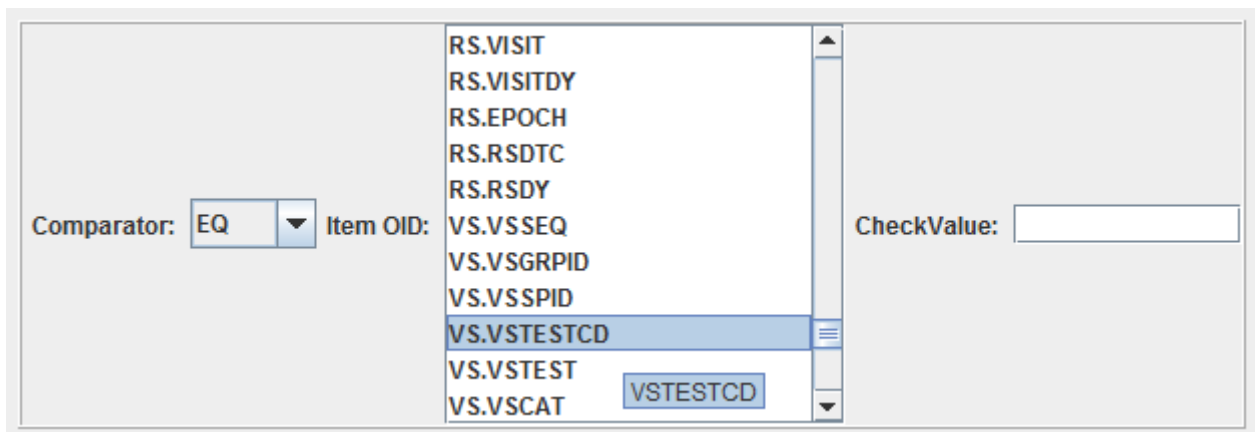 Comparator:
EQ
Item OID:
RS.VISIT
RS.VISITDY
RS.EPOCH
RS.RSDTC
RS.RSDY
VS.VSSEQ
VS.VSGRPID
VS.VSSPID
VS.VSTESTCD
VS.VSTEST
VS.VSCAT
VSTESTCD
CheckValue: